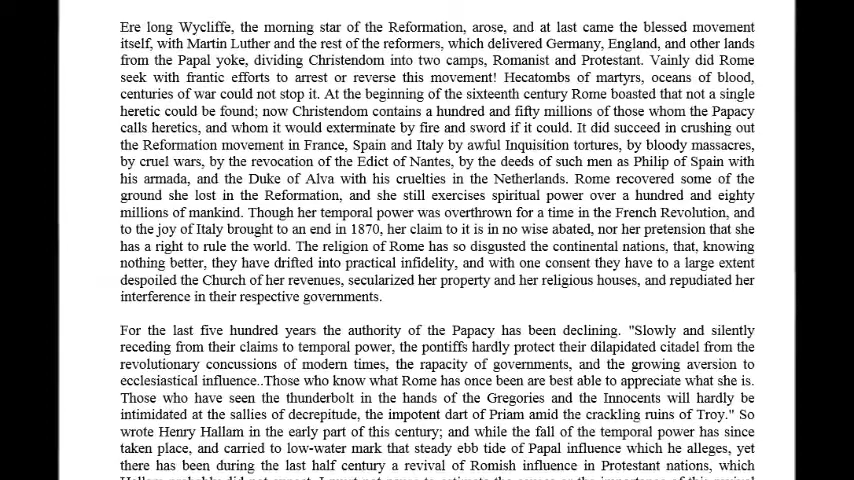 Ere long Wycliffe, the morning star of the Reformation, arose, and at last came the blessed movement
itself, with Martin Luther and the rest of the reformers, which delivered Germany, England, and other lands
from the Papal yoke, dividing Christendom into two camps, Romanist and Protestant. Vainly did Rome
seek with frantic efforts to arrest or reverse this movement! Hecatombs of martyrs, oceans of blood,
centuries of war could not stop it. At the beginning of the sixteenth century Rome boasted that not a single
heretic could be found; now Christendom contains a hundred and fifty millions of those whom the Papacy
calls heretics, and whom it would exterminate by fire and sword if it could. It did succeed in crushing out
the Reformation movement in France, Spain and Italy by awful Inquisition tortures, by bloody massacres,
by cruel wars, by the revocation of the Edict of Nantes, by the deeds of such men as Philip of Spain with
his armada, and the Duke of Alva with his cruelties in the Netherlands. Rome recovered some of the
ground she lost in the Reformation, and she still exercises spiritual power over a hundred and eighty
millions of mankind. Though her temporal power was overthrown for a time in the French Revolution, and
to the joy of Italy brought to an end in 1870, her claim to it is in no wise abated, nor her pretension that she
has a right to rule the world. The religion of Rome has so disgusted the continental nations, that, knowing
nothing better, they have drifted into practical infidelity, and with one consent they have to a large extent
despoiled the Church of her revenues, secularized her property and her religious houses, and repudiated her
interference in their respective governments.
For the last five hundred years the authority of the Papacy has been declining. "Slowly and silently
receding from their claims to temporal power, the pontiffs hardly protect their dilapidated citadel from the
revolutionary concussions of modern times, the rapacity of governments, and the growing aversion to
ecclesiastical influence..Those who know what Rome has once been are best able to appreciate what she is.
Those who have seen the thunderbolt in the hands of the Gregories and the Innocents will hardly be
intimidated at the sallies of decrepitude, the impotent dart of Priam amid the crackling ruins of Troy." So
wrote Henry Hallam in the early part of this century; and while the fall of the temporal power has since
taken place, and carried to low-water mark that steady ebb tide of Papal influence which he alleges, yet
there has been during the last half century a revival of Romish influence in Protestant nations, which